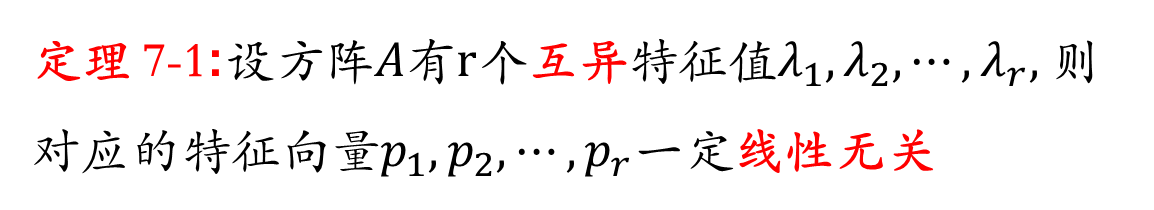 定理 7-1:设方阵A有r个互异特征值λ₁, λ₂, ⋯ , λᵣ, 则
对应的特征向量p₁, p₂, ⋯ , pᵣ一定线性无关